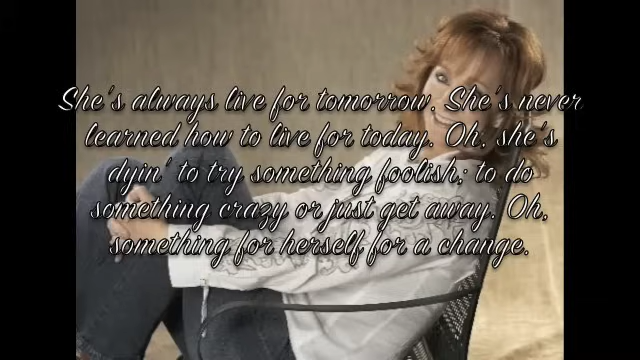 She's always live for tomorrow. She's never
learned how to live for today. Oh, she's
dyin' to try something foolish; to do
something crazy or just get away. Oh,
something for herself for a change.